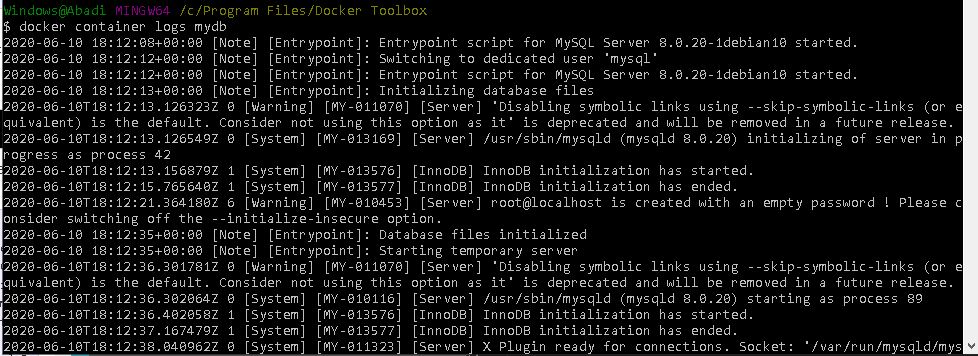 Windows@Abadi MINGW64 /c/Program Files/Docker Toolbox
$ docker container logs mydb
2020-06-10 18:12:08+00:00 [Note] [Entrypoint]: Entrypoint script for MySQL Server 8.0.20-1debian10 started.
2020-06-10 18:12:12+00:00 [Note] [Entrypoint]: Switching to dedicated user 'mysql'
2020-06-10 18:12:12+00:00 [Note] [Entrypoint]: Entrypoint script for MySQL Server 8.0.20-1debian10 started.
2020-06-10 18:12:13+00:00 [Note] [Entrypoint]: Initializing database files
2020-06-10T18:12:13.126323Z 0 [Warning] [MY-011070] [Server] 'Disabling symbolic links using --skip-symbolic-links (or e
quivalent) is the default. Consider not using this option as it' is deprecated and will be removed in a future release.
2020-06-10T18:12:13.126549Z 0 [System] [MY-013169] [Server] /usr/sbin/mysqld (mysqld 8.0.20) initializing of server in p
rogress as process 42
2020-06-10T18:12:13.156879Z 1 [System] [MY-013576] [InnoDB] InnoDB initialization has started.
2020-06-10T18:12:15.765640Z 1 [System] [MY-013577] [InnoDB] InnoDB initialization has ended.
2020-06-10T18:12:21.364180Z 6 [Warning] [MY-010453] [Server] root@localhost is created with an empty password ! Please c
onsider switching off the --initialize-insecure option.
2020-06-10 18:12:35+00:00 [Note] [Entrypoint]: Database files initialized
2020-06-10 18:12:35+00:00 [Note] [Entrypoint]: Starting temporary server
2020-06-10T18:12:36.301781Z 0 [Warning] [MY-011070] [Server] 'Disabling symbolic links using --skip-symbolic-links (or e
quivalent) is the default. Consider not using this option as it' is deprecated and will be removed in a future release.
2020-06-10T18:12:36.302064Z 0 [System] [MY-010116] [Server] /usr/sbin/mysqld (mysqld 8.0.20) starting as process 89
2020-06-10T18:12:36.402058Z 1 [System] [MY-013576] [InnoDB] InnoDB initialization has started.
2020-06-10T18:12:37.167479Z 1 [System] [MY-013577] [InnoDB] InnoDB initialization has ended.
2020-06-10T18:12:38.040962Z 0 [System] [MY-011323] [Server] X Plugin ready for connections. Socket: '/var/run/mysqld/mys